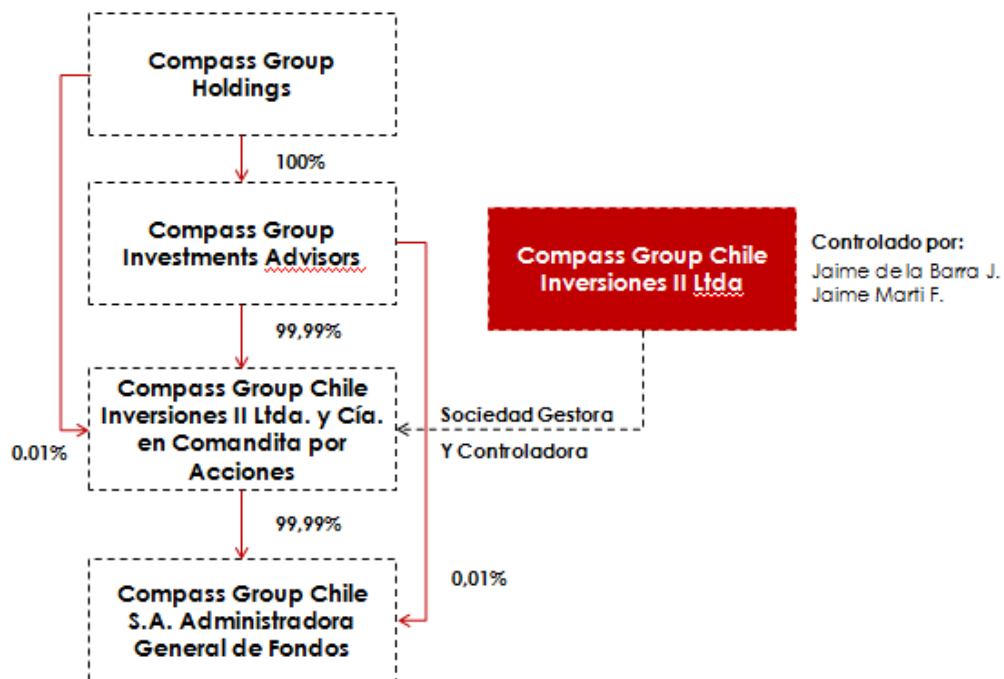 Compass Group
Holdings
100%
Compass Group
Investments Advisors
99,99%
Compass Group Chile
Inversiones II Ltda
Controlado por:
Jaime de la Barra J.
Jaime Marti F.
Compass Group Chile
Inversiones II Ltda. y Cía.
en Comandita por
Acciones
0.01%
Sociedad Gestora
Y Controladora
99,99%
0,01%
Compass Group Chile
S.A. Administradora
General de Fondos